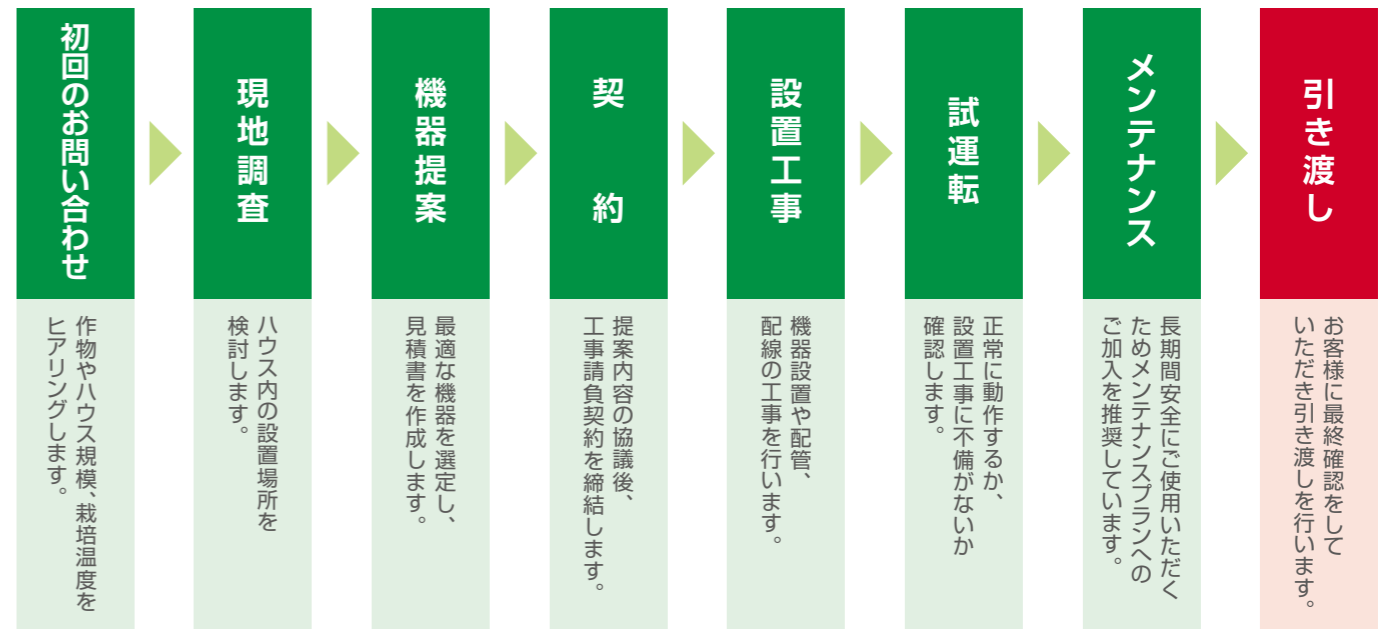 初回のお問い合わせ
作物やハウス規模、栽培温度を
ヒアリングします。
現地調査
ハウス内の設置場所を
検討します。
機器提案
最適な機器を選定し、
見積書を作成します。
契約
提案内容の協議後、
工事請負契約を締結します。
設置工事
機器設置や配管、
配線の工事を行います。
試運転
正常に動作するか、
設置工事に不備がないか
確認します。
メンテナンス
長期間安全にご使用いただく
ためメンテナンスプランへの
ご加入を推奨しています。
引き渡し
お客様に最終確認をして
いただき引き渡しを行います。